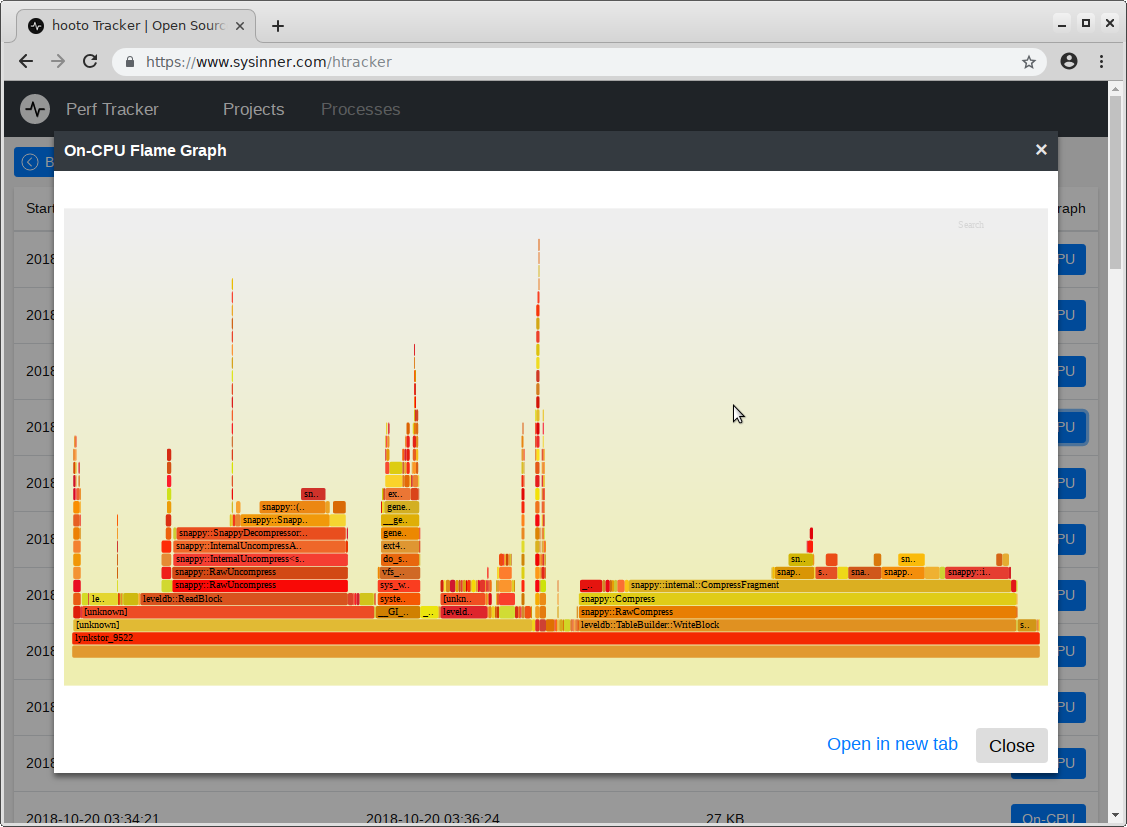 hooto Tracker | Open Sourc
https://www.sysinner.com/htracker
Perf Tracker Projects Processes
On-CPU Flame Graph ×
B
Start raph
2018 PU
2018 PU
2018 PU
2018 PU
2018 PU
2018 PU
2018 PU
2018 PU
2018 PU
2018 PU
Search
sn.. ex..
snappy::(.. gene..
snappy::Snapp.. __ge..
snappy::SnappyDecompressor... gene..
snappy::InternalUncompressA.. ext4..
snappy::InternalUncompress<s.. do_s.. sn.. sn..
snappy::RawUncompress vfs_.. snap.. s.. sna.. snapp.. snappy::i..
snappy::RawUncompress sys_w.. snappy::internal::CompressFragment
le.. leveldb::ReadBlock syste.. [unkn.. snappy::Compress
[unknown] __GI_.. _.. leveld.. snappy::RawCompress
[unknown] leveldb::TableBuilder::WriteBlock s..
lynkstor_9522
Open in new tab Close
2018-10-20 03:34:21 2018-10-20 03:36:24 27 KB On-CPU